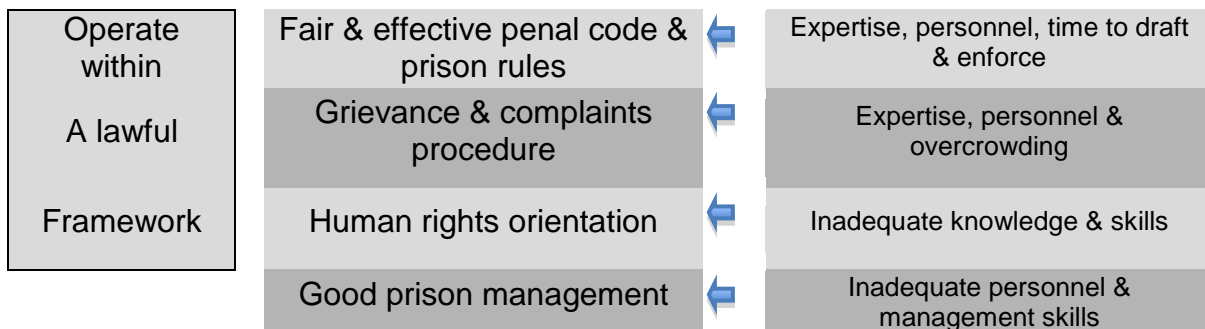 Operate
within
A lawful
Framework
Fair & effective penal code &
prison rules
Expertise, personnel, time to draft
& enforce
Grievance & complaints
procedure
Expertise, personnel &
overcrowding
Human rights orientation
Inadequate knowledge & skills
Good prison management
Inadequate personnel &
management skills